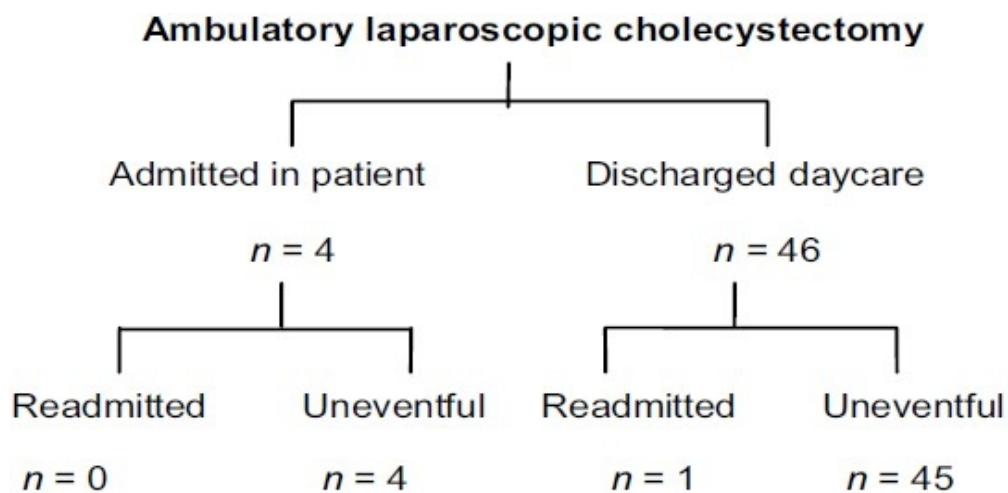 Ambulatory laparoscopic cholecystectomy
Admitted in patient Discharged daycare
n = 4 n = 46
Readmitted Uneventful Readmitted Uneventful
n = 0 n = 4 n = 1 n = 45